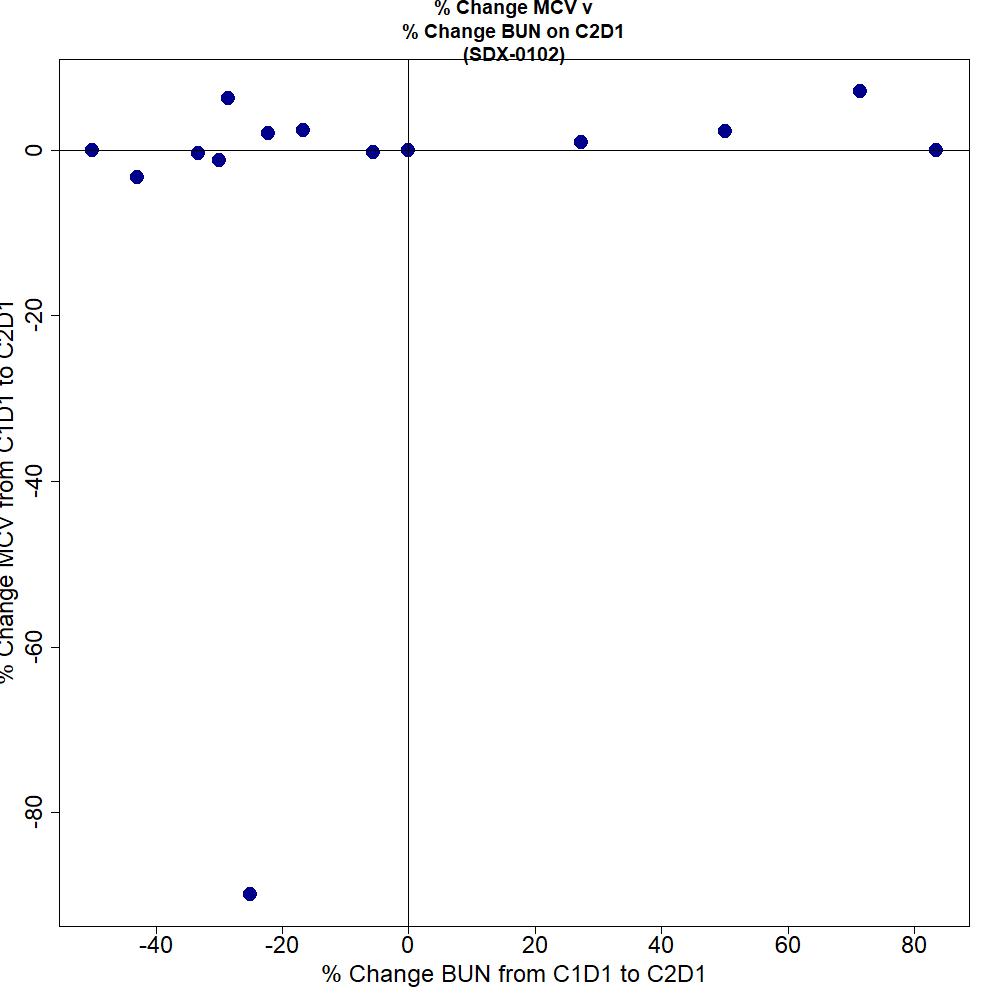 % Change MCV v
% Change BUN on C2D1
(SDX-0102)
% Change MCV from C1D1 to C2D1
0
-20
-40
-60
-80
-40
-20
0
20
40
60
80
% Change BUN from C1D1 to C2D1